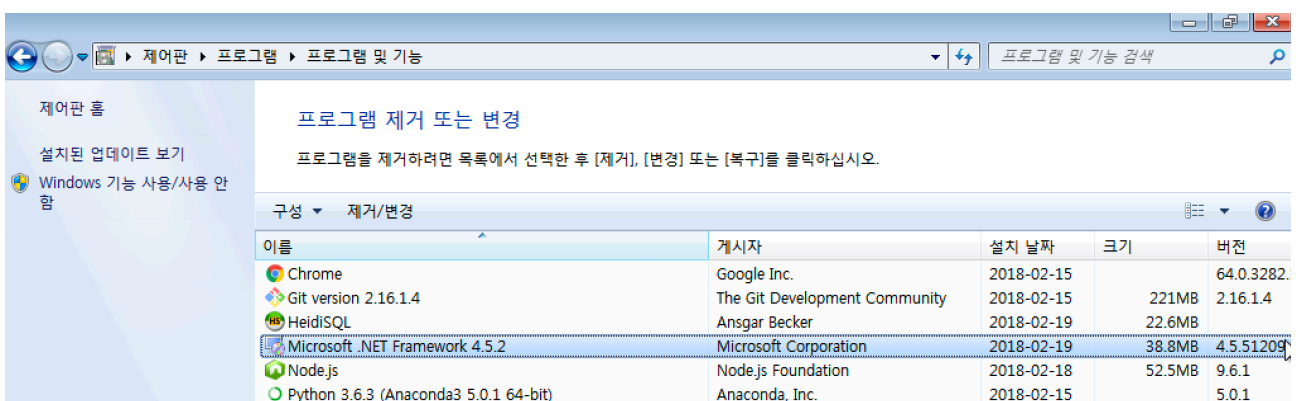 제어판 ▸ 프로그램 ▸ 프로그램 및 기능
프로그램 및 기능 검색
제어판 홈
설치된 업데이트 보기
Windows 기능 사용/사용 안
함
프로그램 제거 또는 변경
프로그램을 제거하려면 목록에서 선택한 후 [제거], [변경] 또는 [복구]를 클릭하십시오.
구성 제거/변경
이름 게시자 설치 날짜 크기 버전
Chrome Google Inc. 2018-02-15 64.0.3282.
Git version 2.16.1.4 The Git Development Community 2018-02-15 221MB 2.16.1.4
HeidiSQL Ansgar Becker 2018-02-19 22.6MB
Microsoft .NET Framework 4.5.2 Microsoft Corporation 2018-02-19 38.8MB 4.5.51209
Node.js Node.js Foundation 2018-02-18 52.5MB 9.6.1
Python 3.6.3 (Anaconda3 5.0.1 64-bit) Anaconda, Inc. 2018-02-15 5.0.1